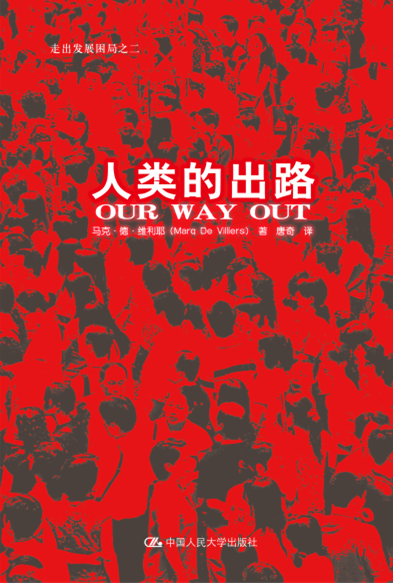 走出发展困局之二
人类的出路
OUR WAY OUT
马克·德·维利耶（Marq De Villers） 著 唐奇 译
中国人民大学出版社